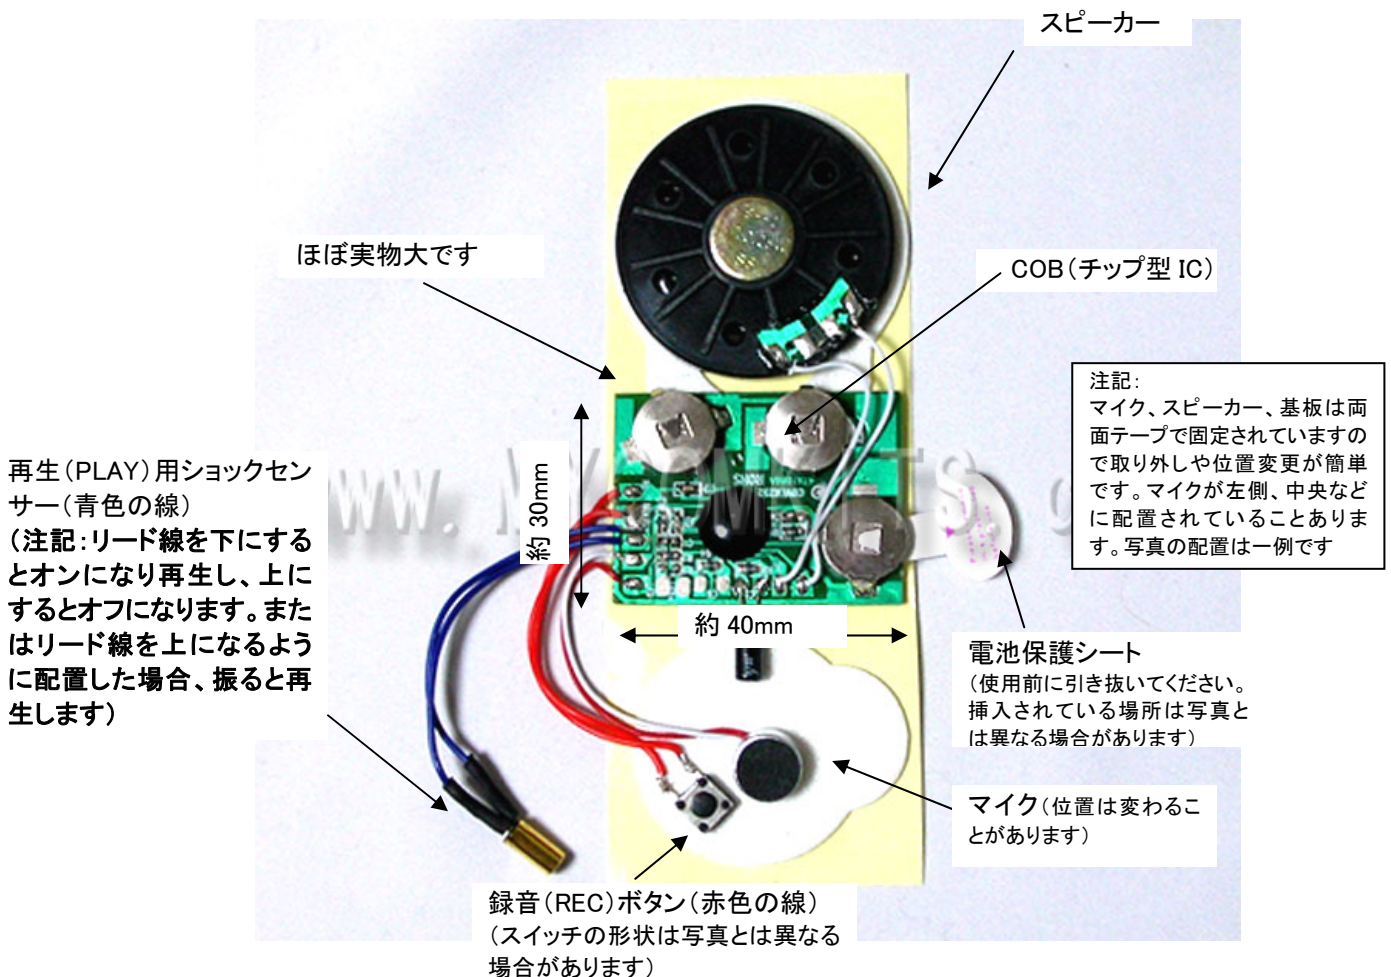 スピーカー
ほぼ実物大です
COB(チップ型 IC)
注記:
マイク、スピーカー、基板は両
面テープで固定されていますの
で取り外しや位置変更が簡単
です。マイクが左側、中央など
に配置されていることありま
す。写真の配置は一例です
再生(PLAY)用ショックセン
サー(青色の線)
(注記:リード線を下にする
とオンになり再生し、上に
するとオフになります。また
はリード線を上になるよう
に配置した場合、振ると再
生します)
約 30mm
約 40mm
電池保護シート
(使用前に引き抜いてください。
挿入されている場所は写真と
は異なる場合があります)
マイク(位置は変わるこ
とがあります)
録音(REC)ボタン(赤色の線)
(スイッチの形状は写真とは異なる
場合があります)